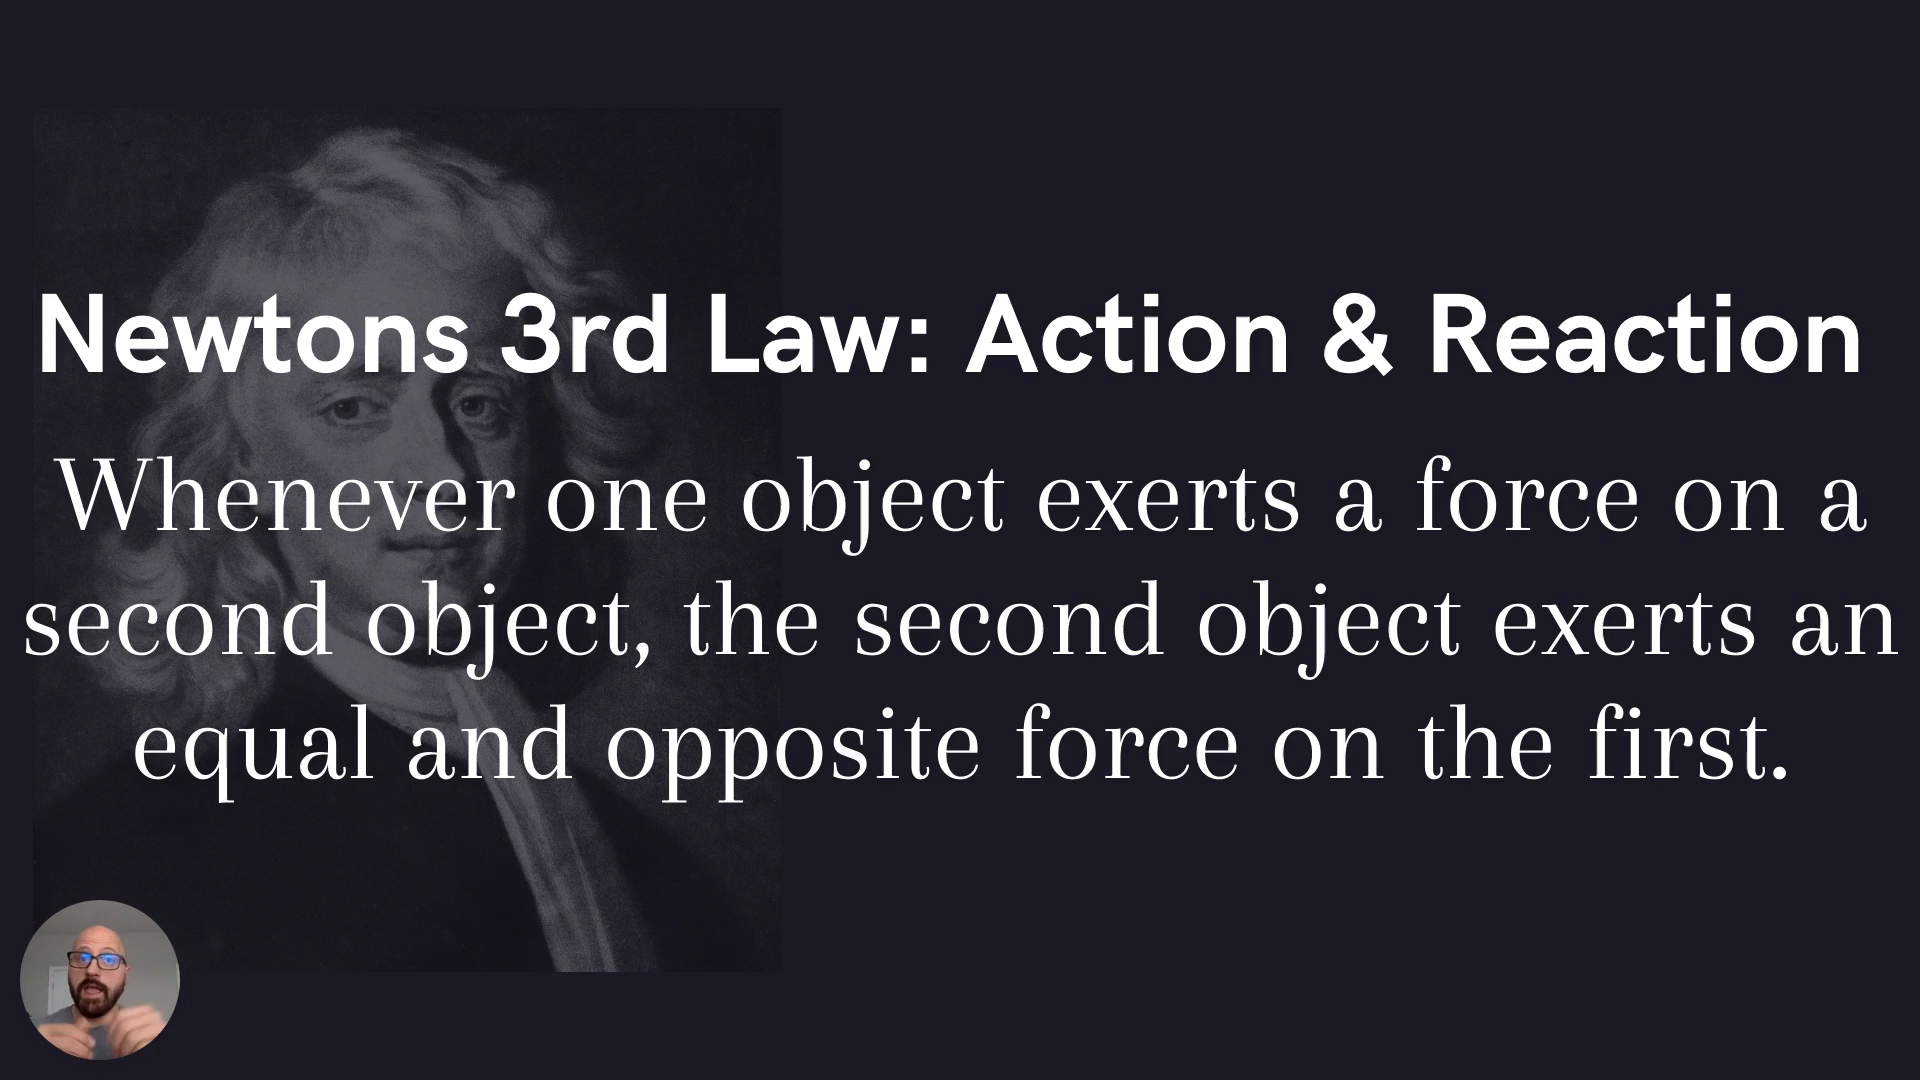 Newtons 3rd Law: Action & Reaction
Whenever one object exerts a force on a
second object, the second object exerts an
equal and opposite force on the first.